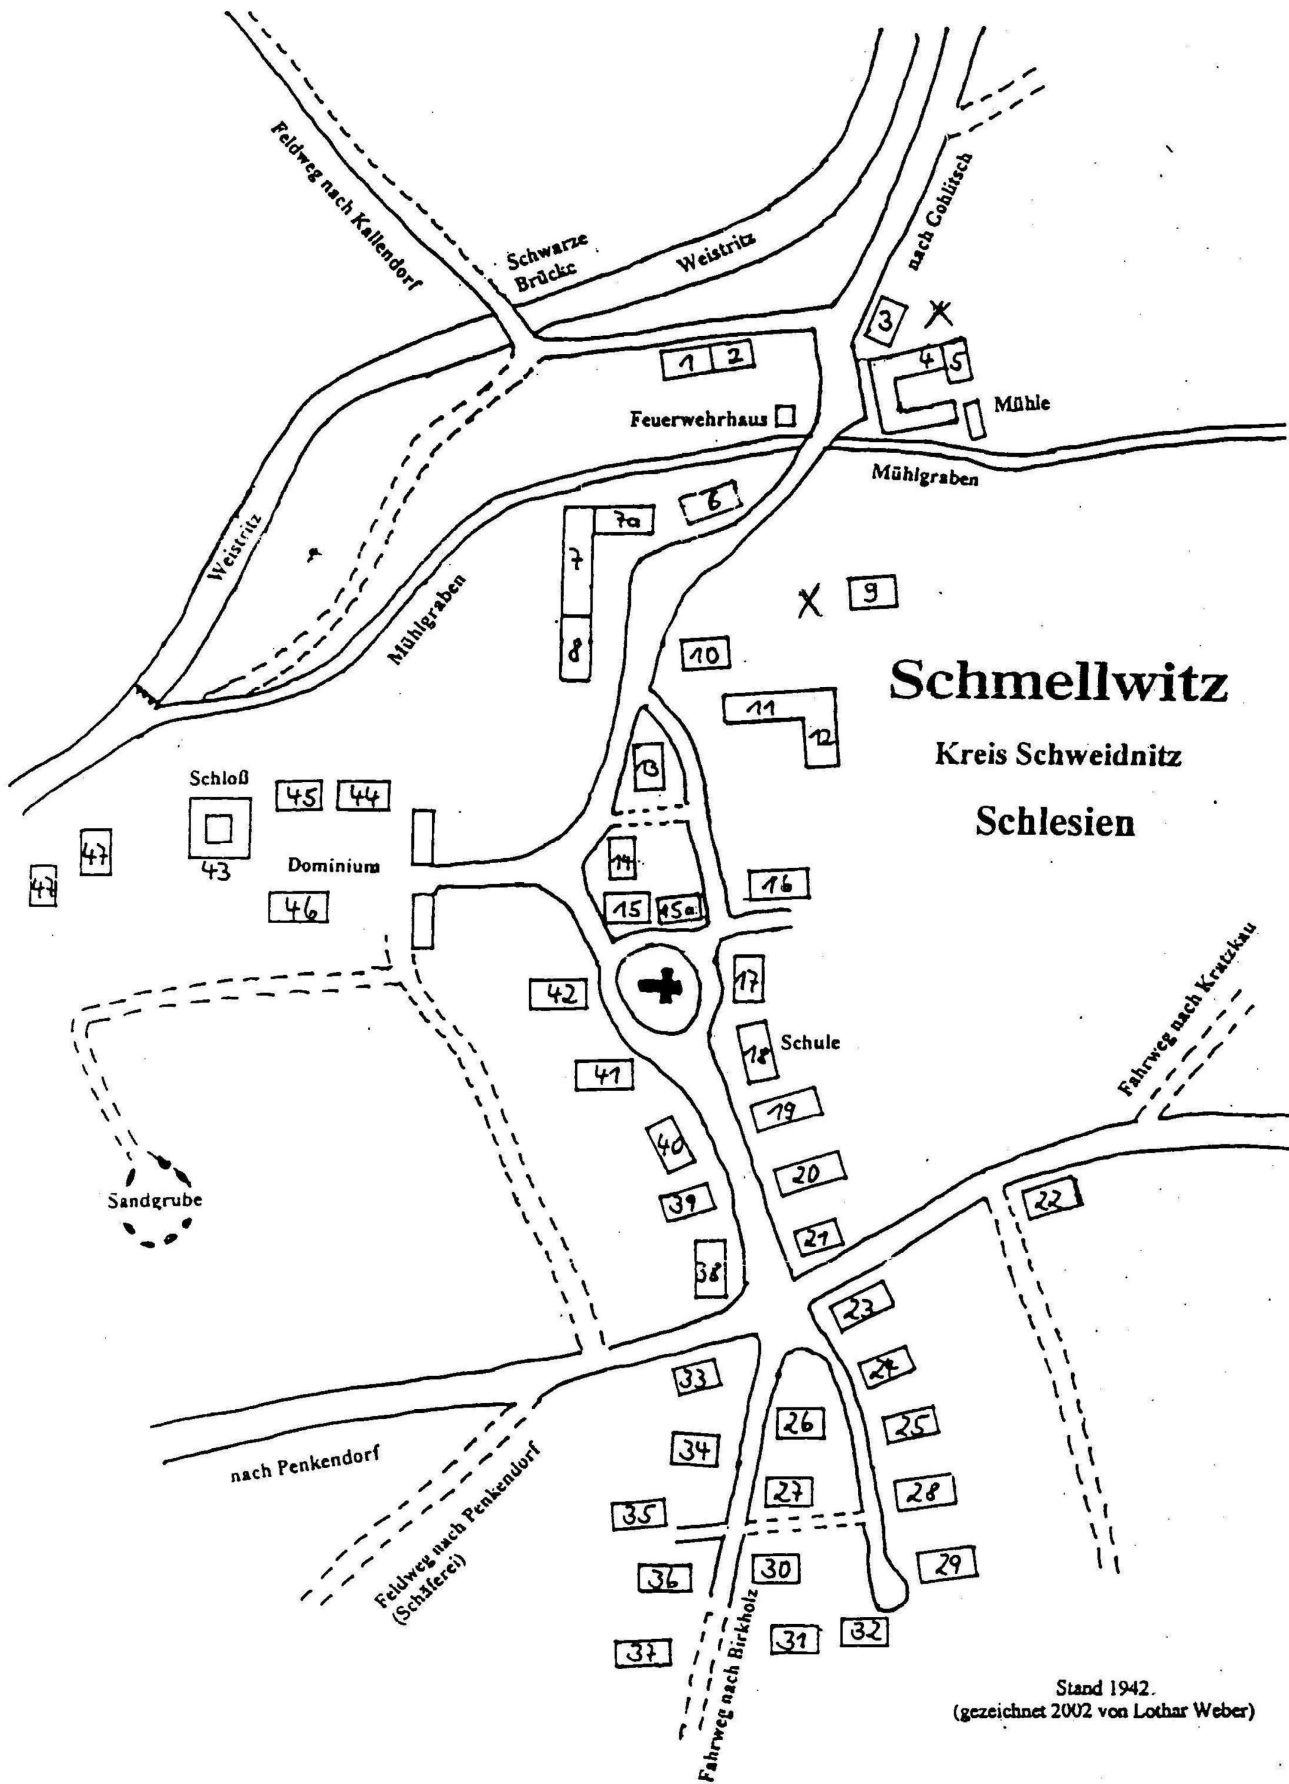 Feldweg nach Kallendorf
Schwarze
Brücke
Weistritz
nach Gohlitsch
3
4
5
1
2
Feuerwehrhaus
Mühle
Mühlgraben
6
7a
7
8
Weistritz
Mühlgraben
9
10
11
12
Schmellwitz
Kreis Schweidnitz
Schlesien
13
Schloß
45
44
47
47
43
Dominium
46
14
15
15a
16
17
42
18
Schule
41
19
40
20
39
21
38
Fahrweg nach Kratzkau
22
Sandgrube
23
24
25
33
26
34
27
28
35
29
36
30
37
31
32
nach Penkendorf
Feldweg nach Penkendorf
(Schäferei)
Fahrweg nach Birkholz
Stand 1942.
(gezeichnet 2002 von Lothar Weber)